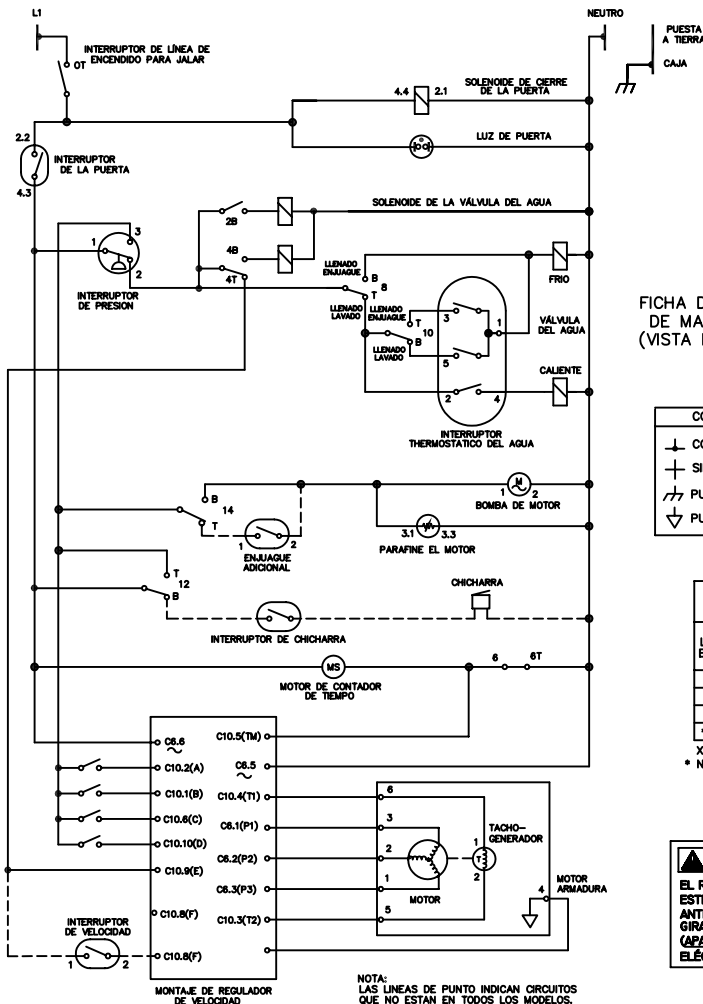 L1
NEUTRO
PUESTA
A TIERRA
CAJA
INTERRUPTOR DE LÍNEA DE
ENCENDIDO PARA JALAR
OT
SOLENOIDE DE CIERRE
DE LA PUERTA
4.4 2.1
LUZ DE PUERTA
2.2
INTERRUPTOR
DE LA PUERTA
4.3
SOLENOIDE DE LA VÁLVULA DEL AGUA
2B
4B
4T
3
1
2
INTERRUPTOR
DE PRESION
LLENADO
ENJUAGUE
B
8
T
LLENADO
LAVADO
LLENADO
ENJUAGUE
T
10
B
LLENADO
LAVADO
FRIO
VÁLVULA
DEL AGUA
CALIENTE
3
1
5
2 4
INTERRUPTOR
THERMOSTATICO DEL AGUA
FICHA D
DE MA
(VISTA
CO
CO
SI
PU
PU
B
14
T
1 2
ENJUAGUE
ADICIONAL
M
1 2
BOMBA DE MOTOR
3.1 3.3
PARAFINE EL MOTOR
T
12
B
CHICHARRA
INTERRUPTOR DE CHICHARRA
MS
MOTOR DE CONTADOR
DE TIEMPO
6 6T
L
E
X
* N
C6.6
C10.2(A)
C10.1(B)
C10.6(C)
C10.10(D)
C10.9(E)
C10.8(F)
C10.8(F)
C10.5(TM)
C6.5
C10.4(T1)
C6.1(P1)
C6.2(P2)
C6.3(P3)
C10.3(T2)
6
3
2
1
5
MOTOR
TACHO-
GENERADOR
1
T
2
MOTOR
ARMADURA
4
INTERRUPTOR
DE VELOCIDAD
1 2
MONTAJE DE REGULADOR
DE VELOCIDAD
NOTA:
LAS LINEAS DE PUNTO INDICAN CIRCUITOS
QUE NO ESTAN EN TODOS LOS MODELOS.
EL R
ESTE
ANTI
GIRA
(APA
ELÉC